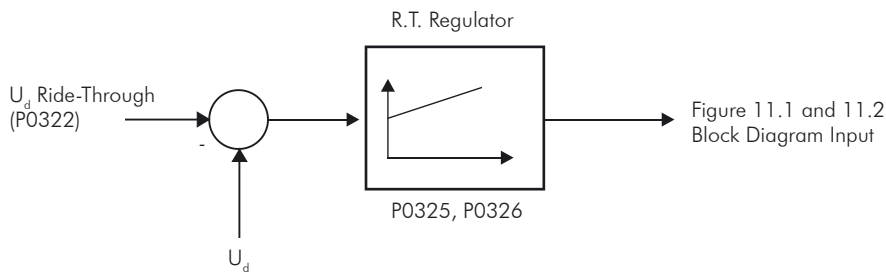 R.T. Regulator
U_d Ride-Through
(P0322)
-
Figure 11.1 and 11.2
Block Diagram Input
P0325, P0326
U_d